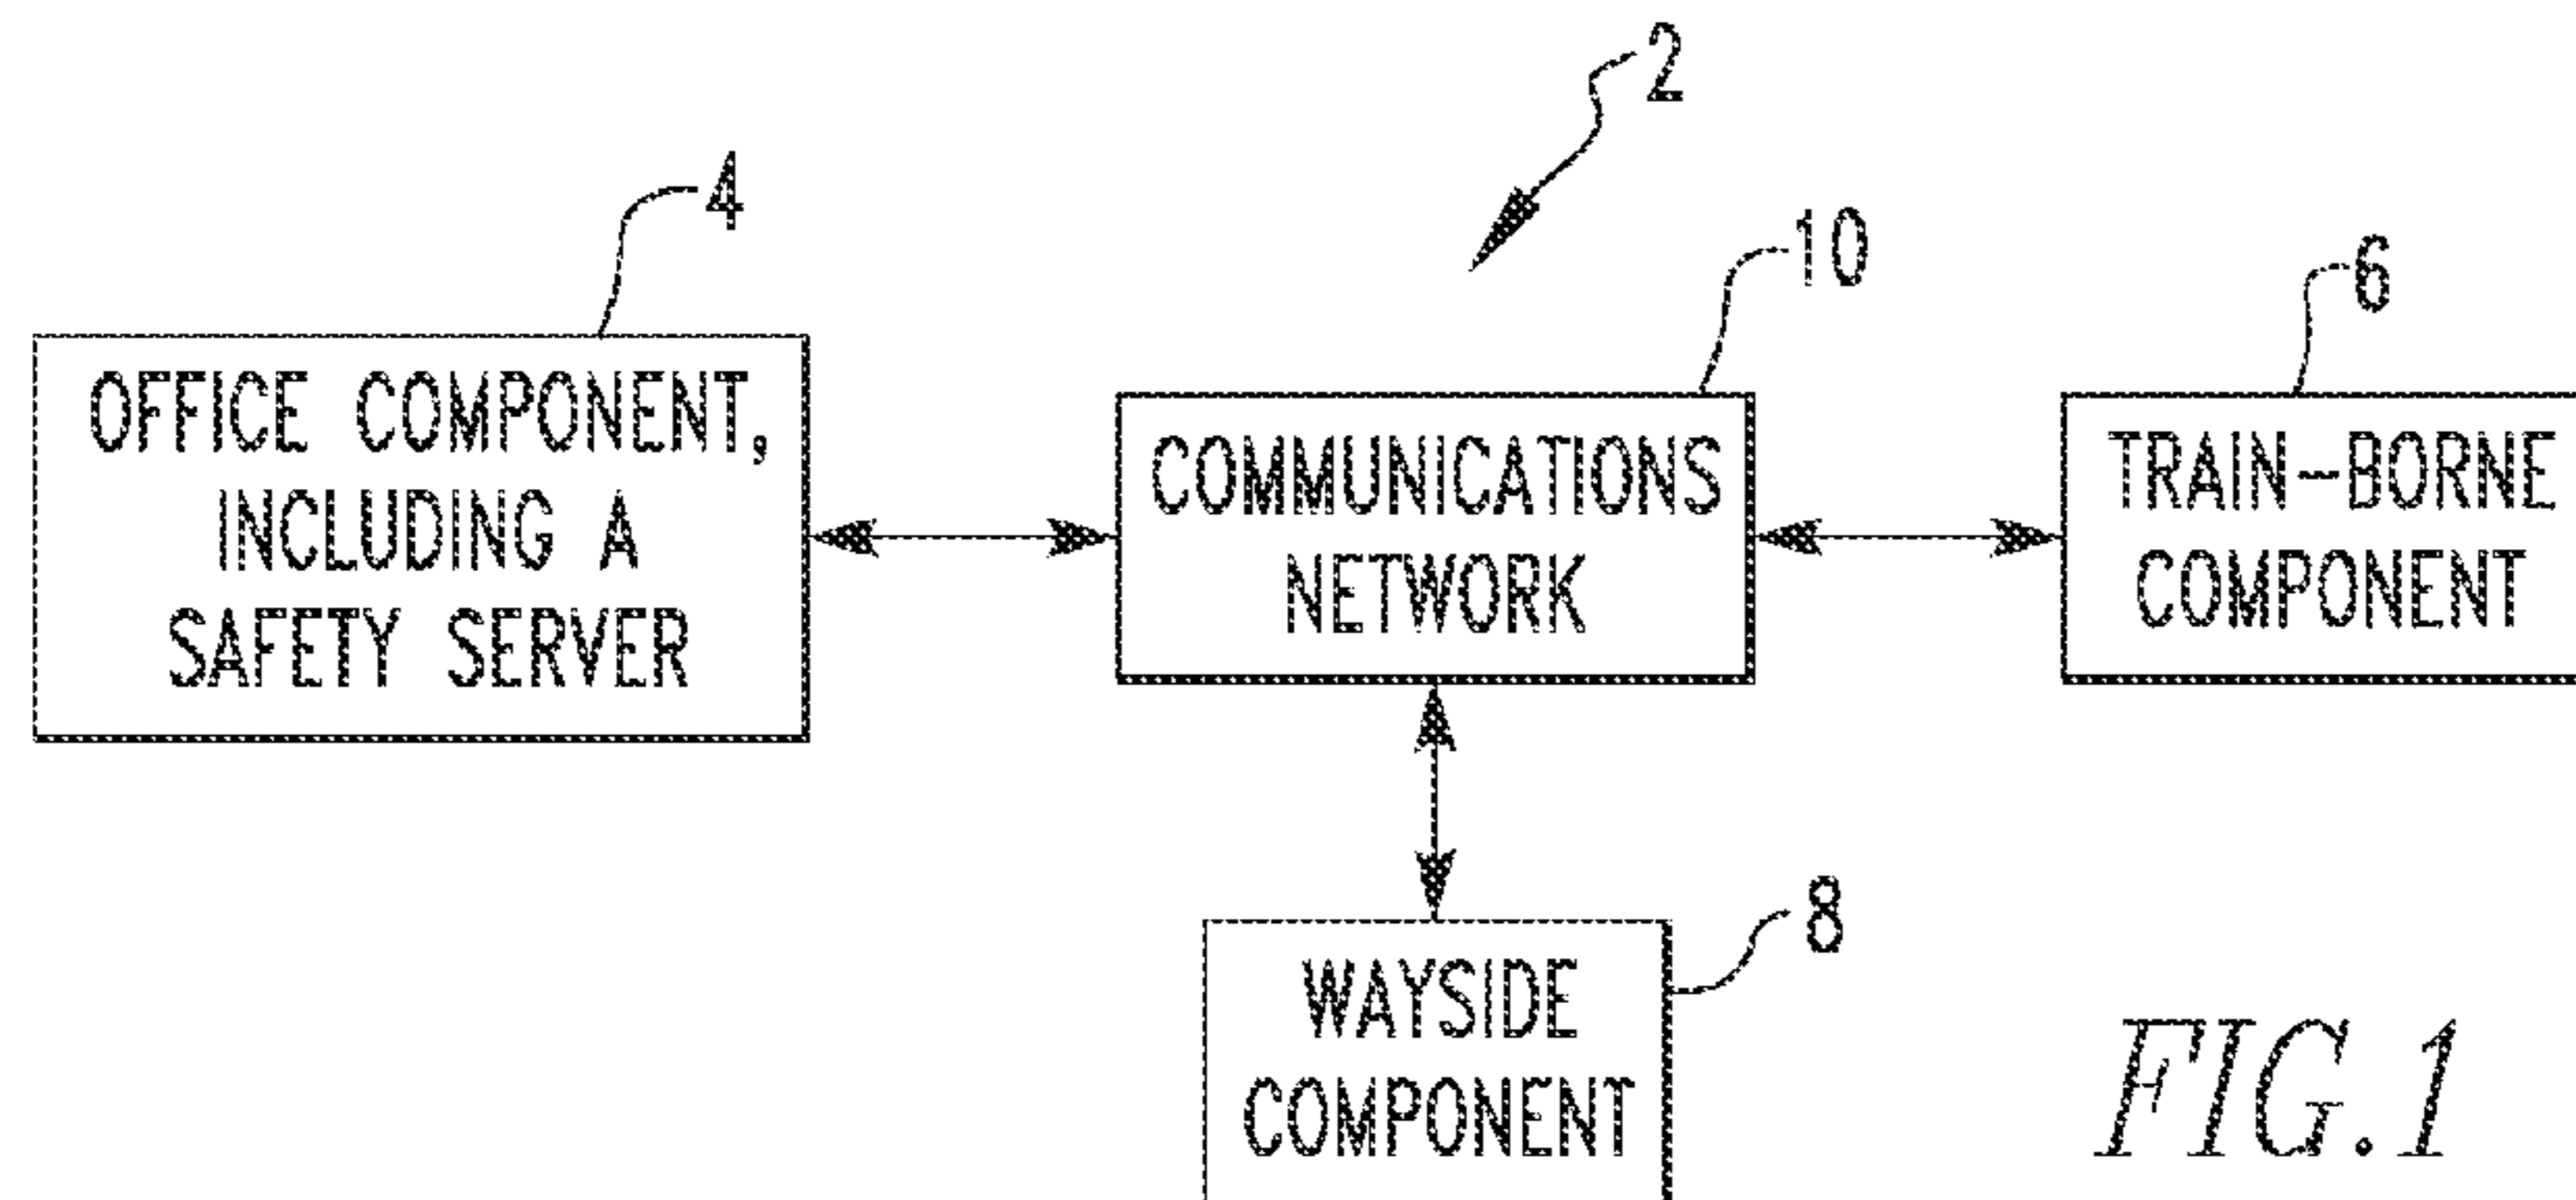 2
4
10
6
OFFICE COMPONENT,
INCLUDING A
SAFETY SERVER
COMMUNICATIONS
NETWORK
TRAIN-BORNE
COMPONENT
8
WAYSIDE
COMPONENT
FIG.1